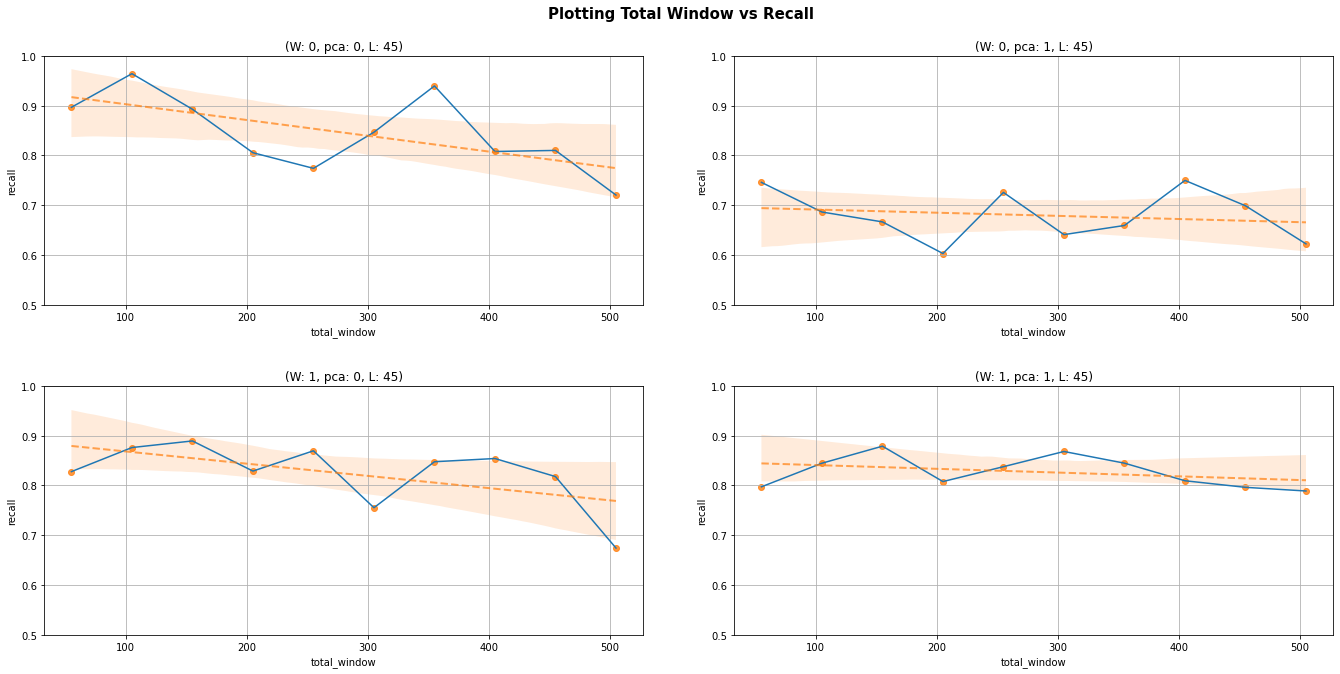 Plotting Total Window vs Recall
(W: 0, pca: 0, L: 45)
1.0
0.9
0.8
0.7
0.6
0.5
recall
100 200 300 400 500
total_window
(W: 0, pca: 1, L: 45)
1.0
0.9
0.8
0.7
0.6
0.5
recall
100 200 300 400 500
total_window
(W: 1, pca: 0, L: 45)
1.0
0.9
0.8
0.7
0.6
0.5
recall
100 200 300 400 500
total_window
(W: 1, pca: 1, L: 45)
1.0
0.9
0.8
0.7
0.6
0.5
recall
100 200 300 400 500
total_window